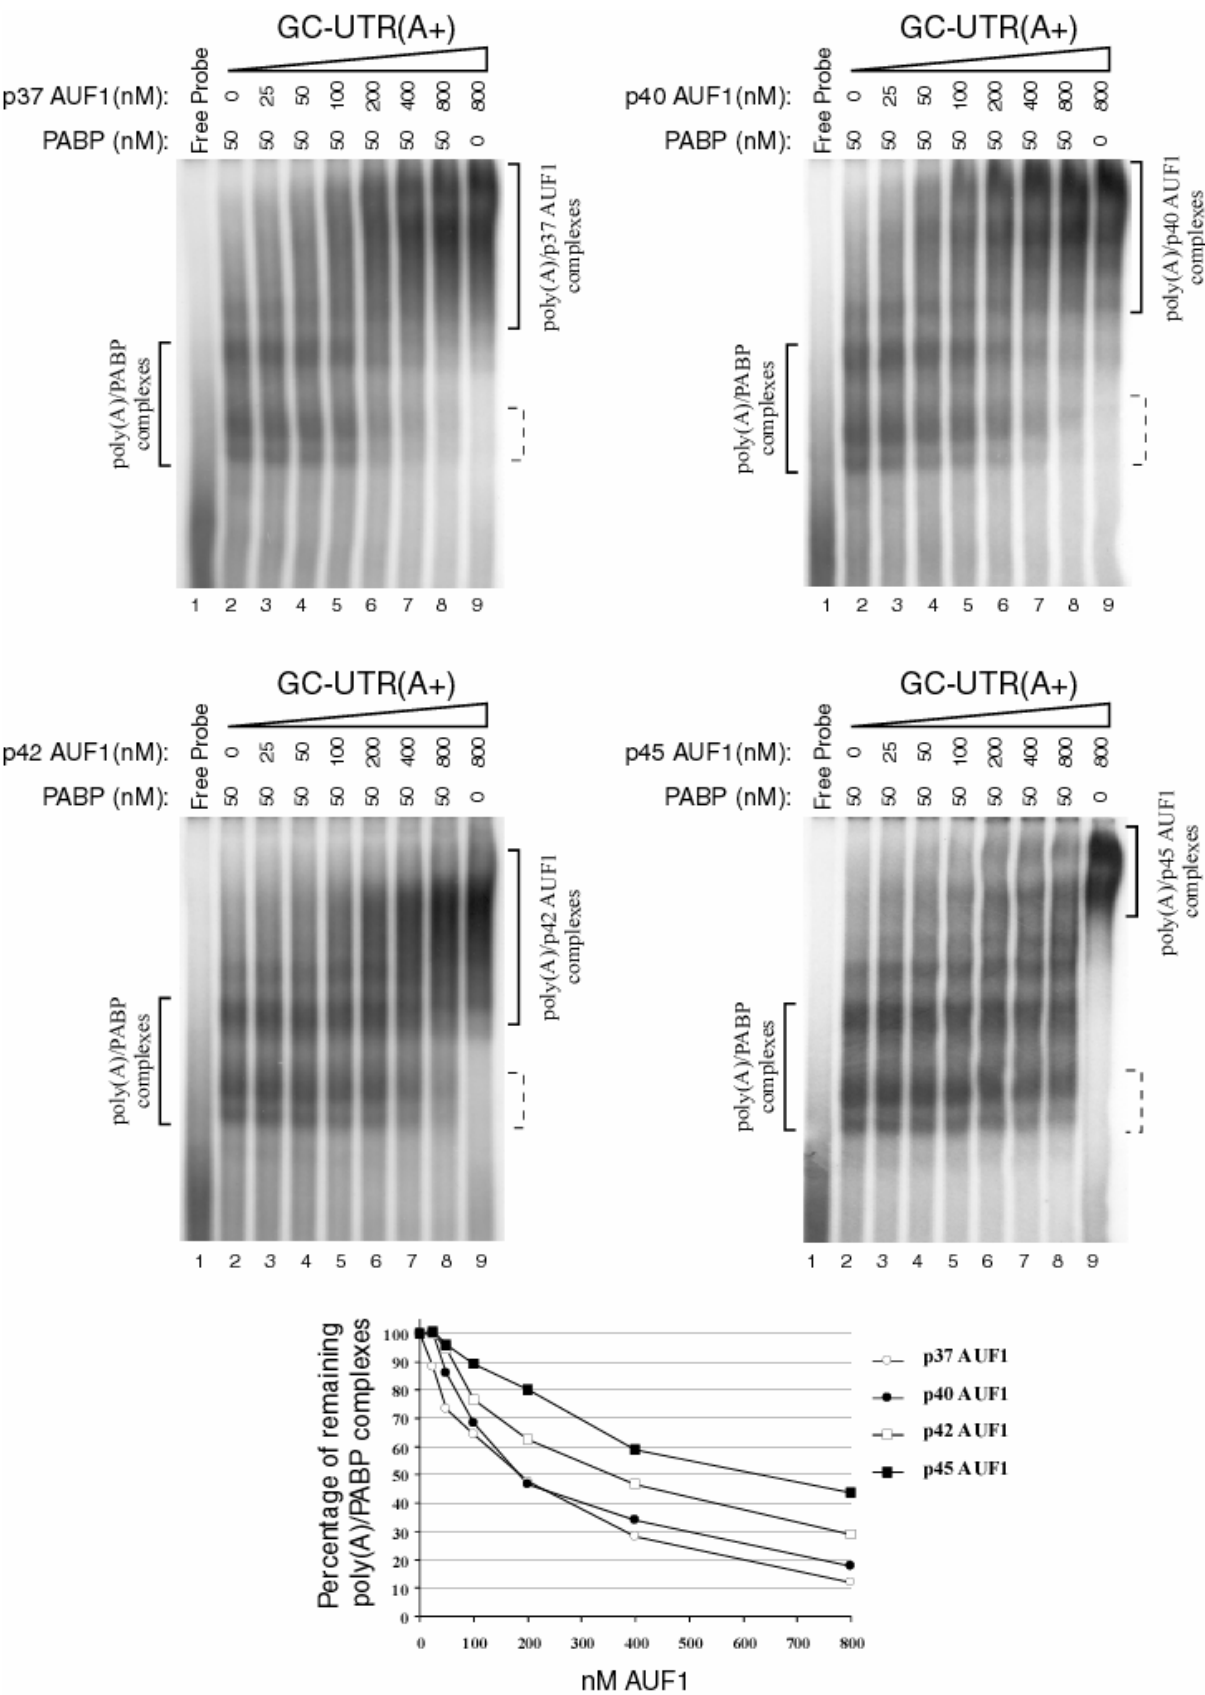 GC-UTR(A+)
Free Probe
p37 AUF1(nM): 0 25 50 100 200 400 800 800
PABP (nM): 50 50 50 50 50 50 50 0
poly(A)/PABP
complexes
poly(A)/p37 AUF1
complexes
1 2 3 4 5 6 7 8 9
GC-UTR(A+)
Free Probe
p40 AUF1(nM): 0 25 50 100 200 400 800 800
PABP (nM): 50 50 50 50 50 50 50 0
poly(A)/PABP
complexes
poly(A)/p40 AUF1
complexes
1 2 3 4 5 6 7 8 9
GC-UTR(A+)
Free Probe
p42 AUF1(nM): 0 25 50 100 200 400 800 800
PABP (nM): 50 50 50 50 50 50 50 0
poly(A)/PABP
complexes
poly(A)/p42 AUF1
complexes
1 2 3 4 5 6 7 8 9
GC-UTR(A+)
Free Probe
p45 AUF1(nM): 0 25 50 100 200 400 800 800
PABP (nM): 50 50 50 50 50 50 50 0
poly(A)/PABP
complexes
poly(A)/p45 AUF1
complexes
1 2 3 4 5 6 7 8 9
Percentage of remaining
poly(A)/PABP complexes
100
90
80
70
60
50
40
30
20
10
0
0 100 200 300 400 500 600 700 800
nM AUF1
p37 AUF1
p40 AUF1
p42 AUF1
p45 AUF1